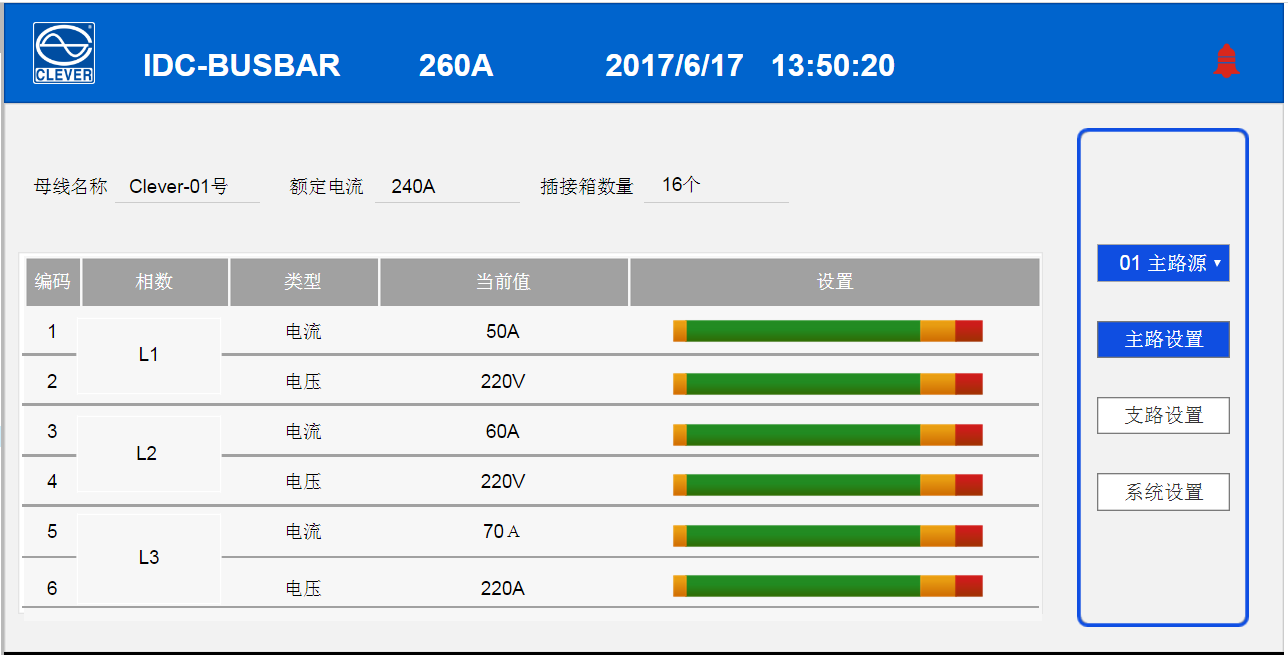 CLEVER
IDC-BUSBAR 260A 2017/6/17 13:50:20
母线名称 Clever-01号 额定电流 240A 插接箱数量 16个
编码 相数 类型 当前值 设置
1 电流 50A
L1
2 电压 220V
3 电流 60A
L2
4 电压 220V
5 电流 70A
L3
6 电压 220A
01 主路源
主路设置
支路设置
系统设置